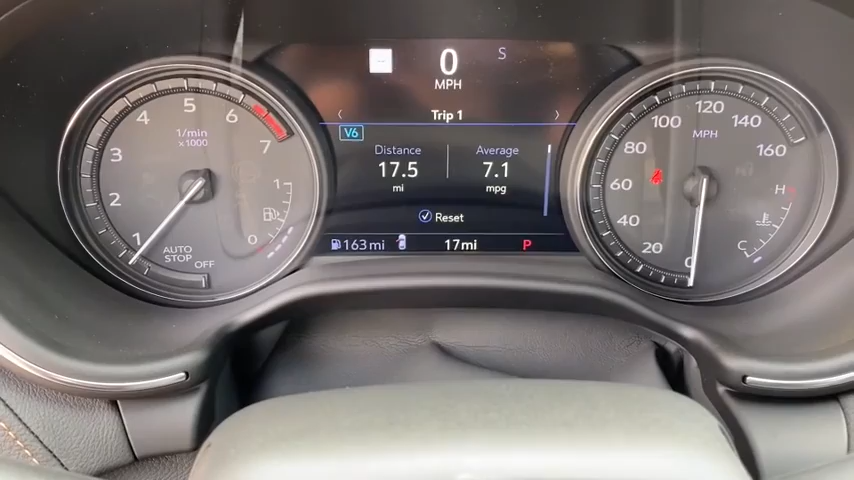 0
S
MPH
Trip 1
V6
Distance
Average
17.5
7.1
mi
mpg
Reset
163 mi
17mi
P
1
2
3
4
5
6
7
1/min
x1000
AUTO
STOP
OFF
1
0
0
20
40
60
80
100
120
140
160
MPH
H
C